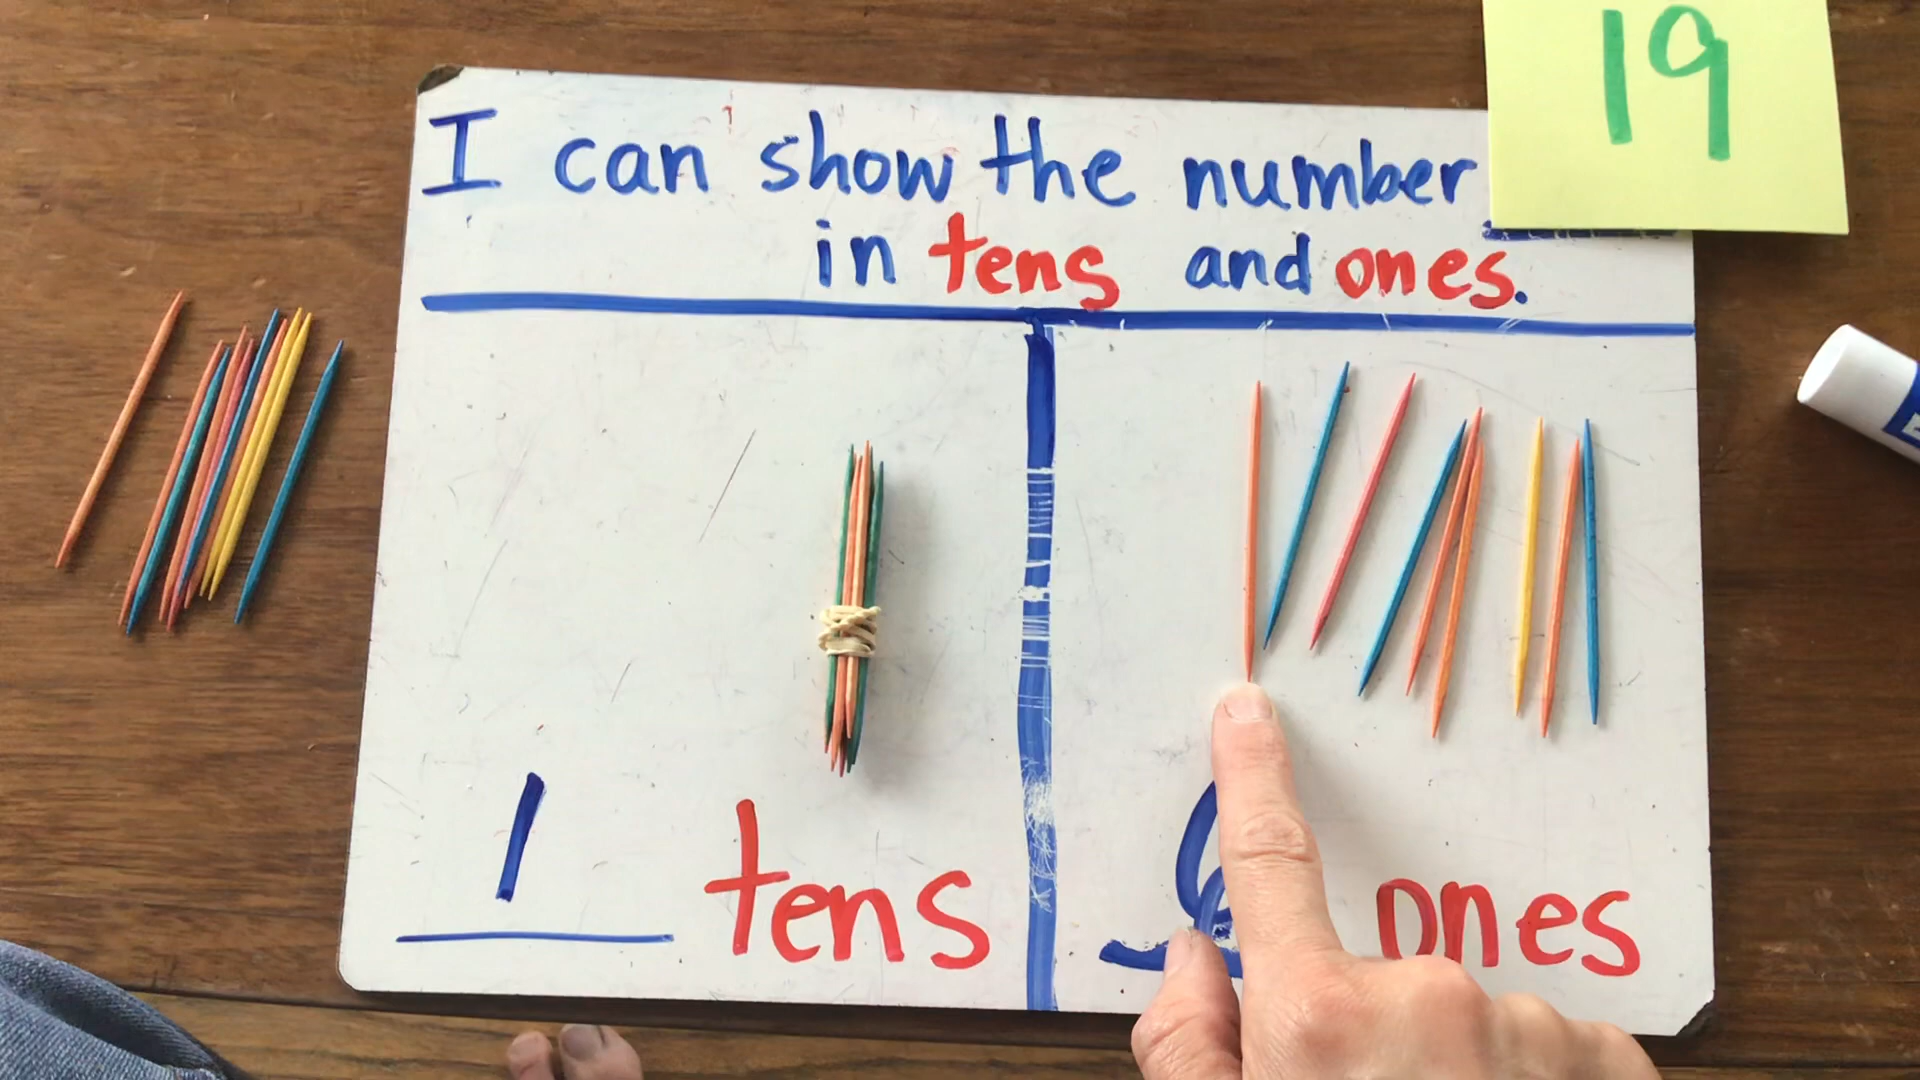 I can show the number 19
in tens and ones.
1 tens ones